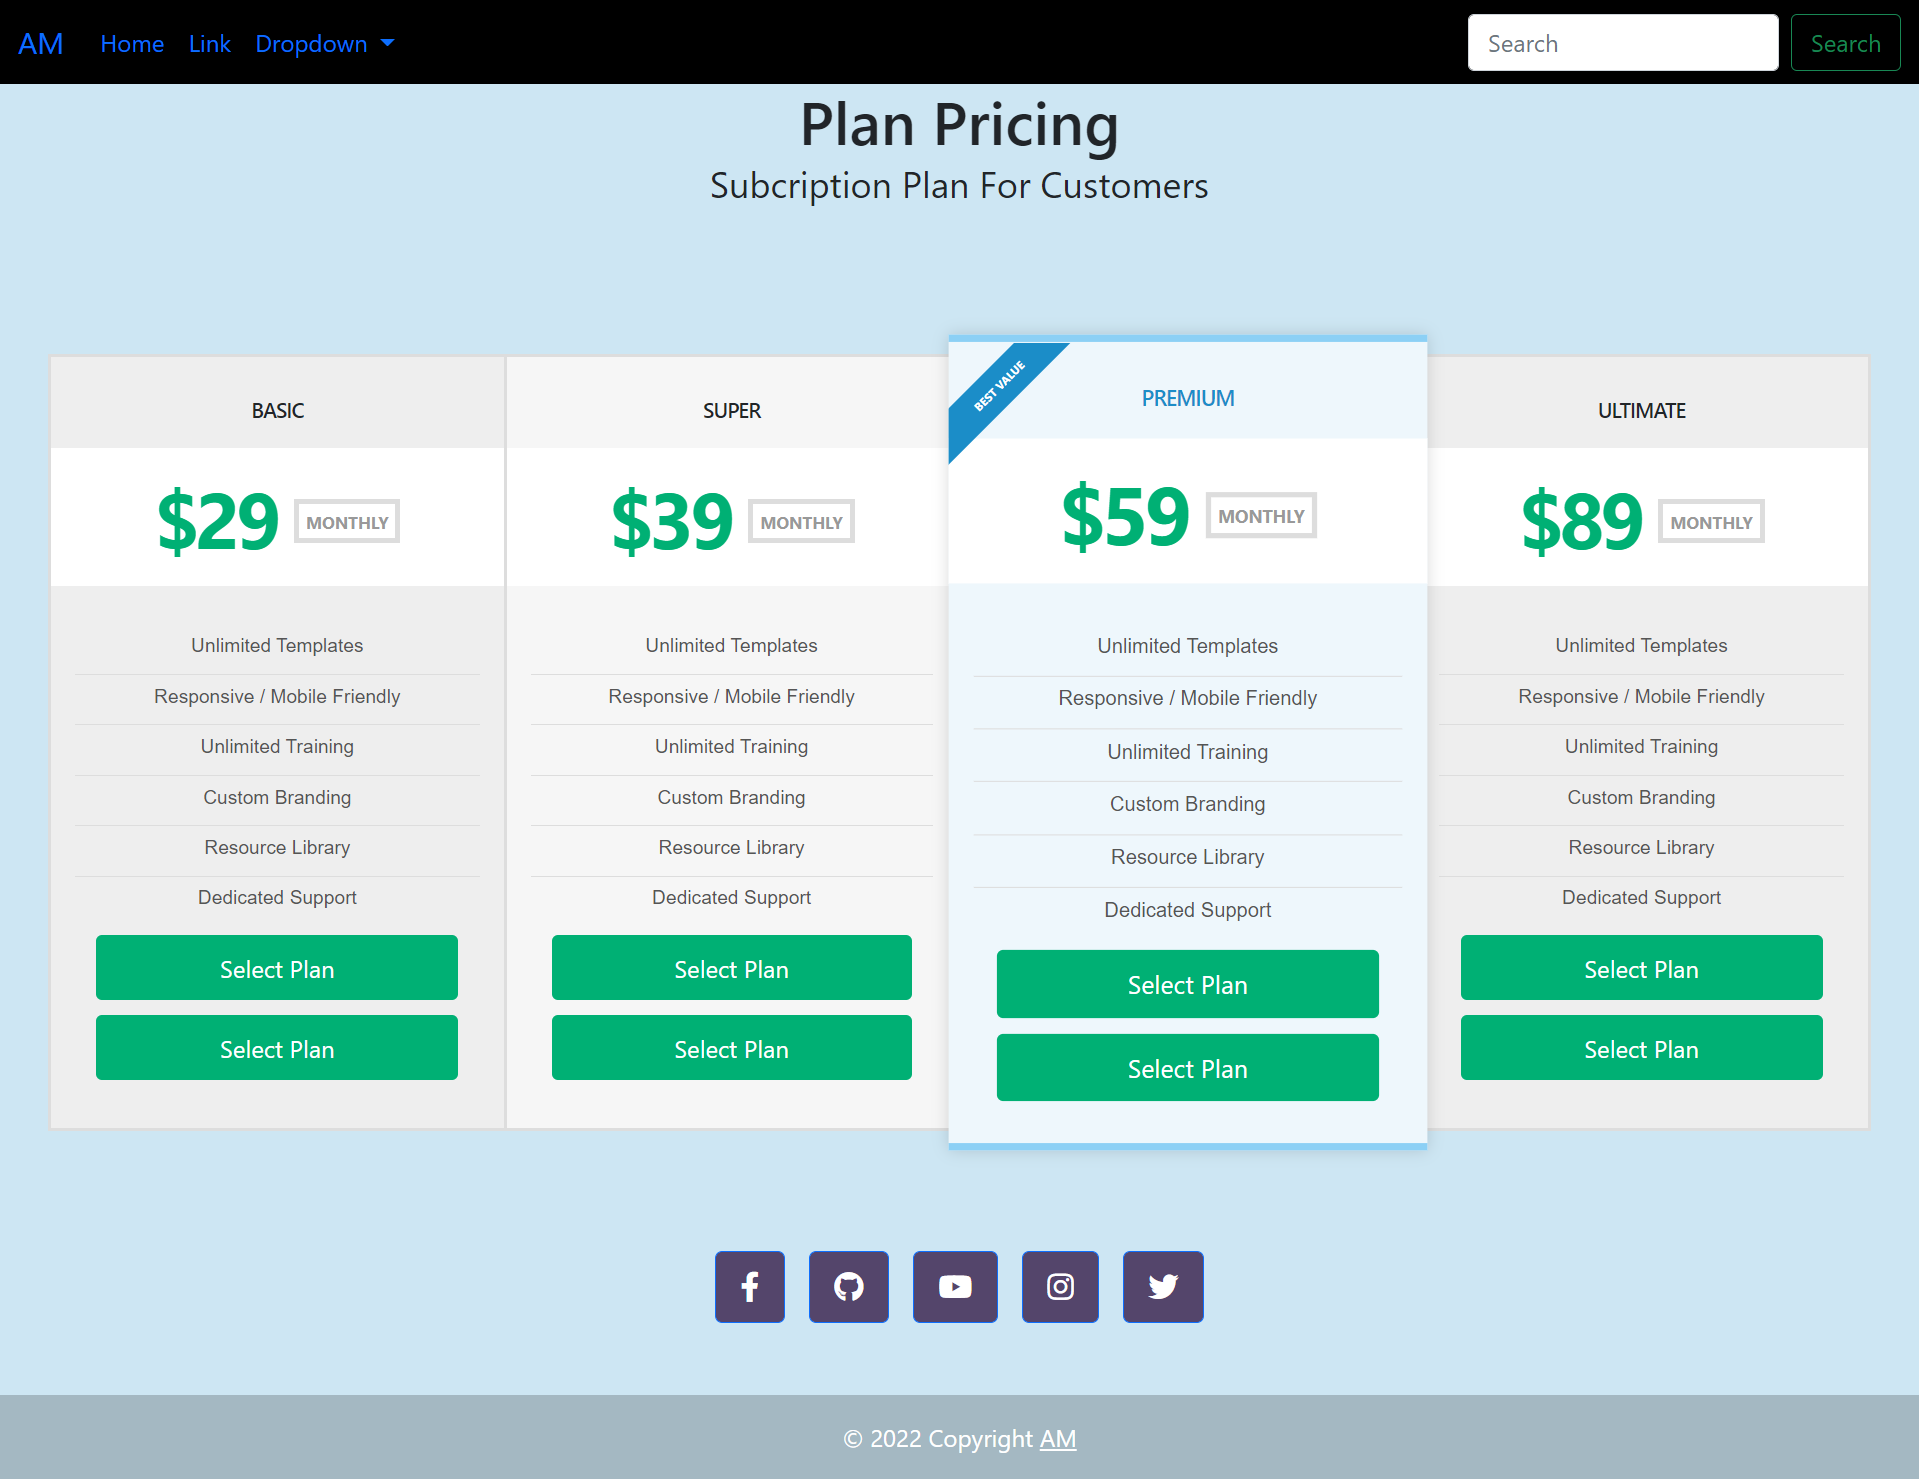 AM Home Link Dropdown Search Search
Plan Pricing
Subcription Plan For Customers
BASIC
$29 MONTHLY
Unlimited Templates
Responsive / Mobile Friendly
Unlimited Training
Custom Branding
Resource Library
Dedicated Support
Select Plan
Select Plan
SUPER
$39 MONTHLY
Unlimited Templates
Responsive / Mobile Friendly
Unlimited Training
Custom Branding
Resource Library
Dedicated Support
Select Plan
Select Plan
BEST VALUE
PREMIUM
$59 MONTHLY
Unlimited Templates
Responsive / Mobile Friendly
Unlimited Training
Custom Branding
Resource Library
Dedicated Support
Select Plan
Select Plan
ULTIMATE
$89 MONTHLY
Unlimited Templates
Responsive / Mobile Friendly
Unlimited Training
Custom Branding
Resource Library
Dedicated Support
Select Plan
Select Plan
© 2022 Copyright AM